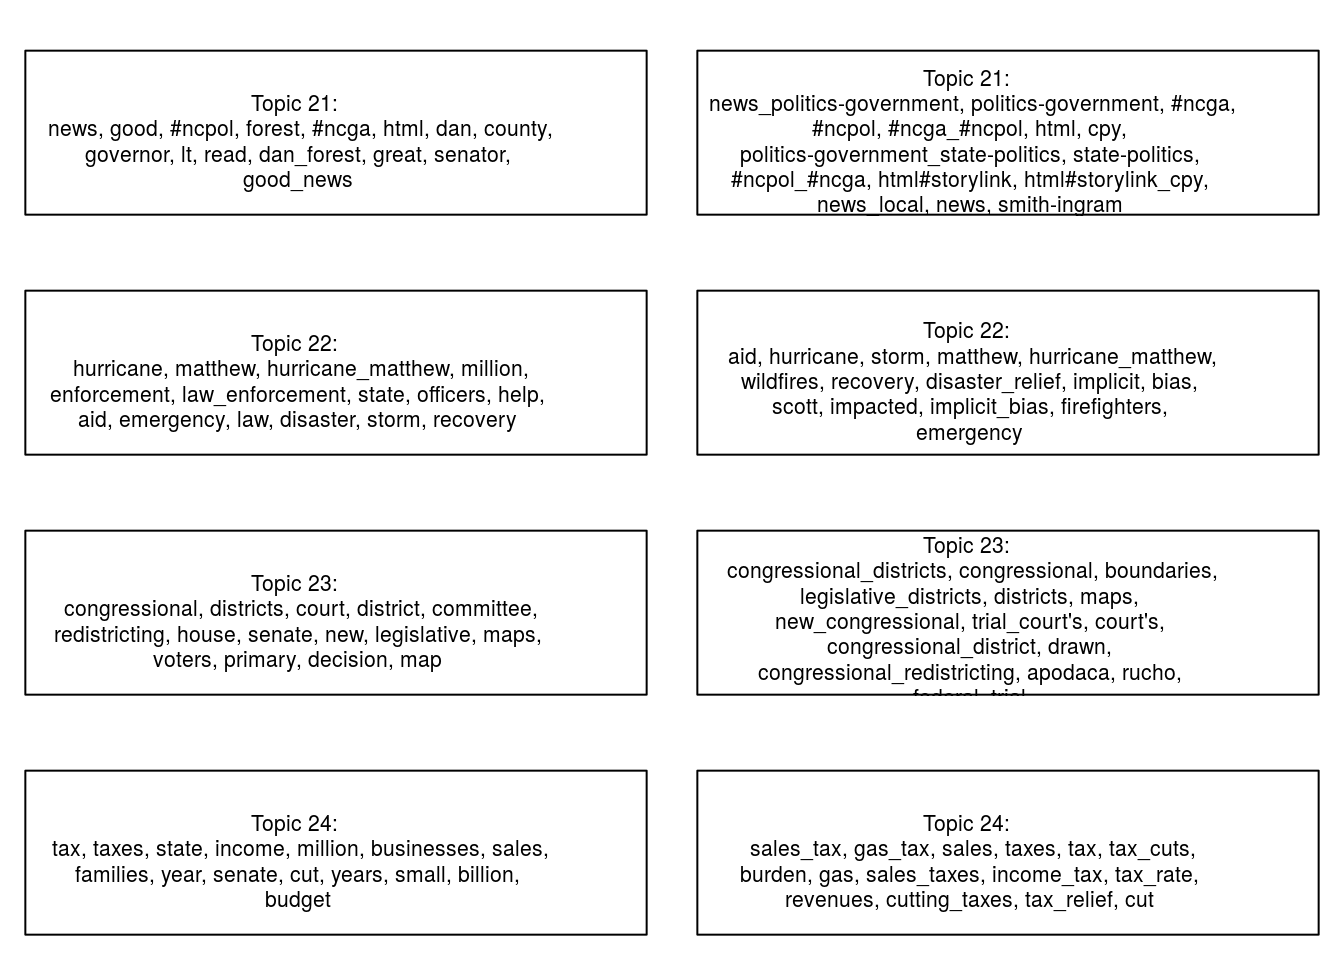 Topic 21:
news, good, #ncpol, forest, #ncga, html, dan, county,
governor, lt, read, dan_forest, great, senator,
good_news
Topic 21:
news_politics-government, politics-government, #ncga,
#ncpol, #ncga_#ncpol, html, cpy,
politics-government_state-politics, state-politics,
#ncpol_#ncga, html#storylink, html#storylink_cpy,
news_local, news, smith-ingram
Topic 22:
hurricane, matthew, hurricane_matthew, million,
enforcement, law_enforcement, state, officers, help,
aid, emergency, law, disaster, storm, recovery
Topic 22:
aid, hurricane, storm, matthew, hurricane_matthew,
wildfires, recovery, disaster_relief, implicit, bias,
scott, impacted, implicit_bias, firefighters,
emergency
Topic 23:
congressional, districts, court, district, committee,
redistricting, house, senate, new, legislative, maps,
voters, primary, decision, map
Topic 23:
congressional_districts, congressional, boundaries,
legislative_districts, districts, maps,
new_congressional, trial_court's, court's,
congressional_district, drawn,
congressional_redistricting, apodaca, rucho,
federal_trial
Topic 24:
tax, taxes, state, income, million, businesses, sales,
families, year, senate, cut, years, small, billion,
budget
Topic 24:
sales_tax, gas_tax, sales, taxes, tax, tax_cuts,
burden, gas, sales_taxes, income_tax, tax_rate,
revenues, cutting_taxes, tax_relief, cut